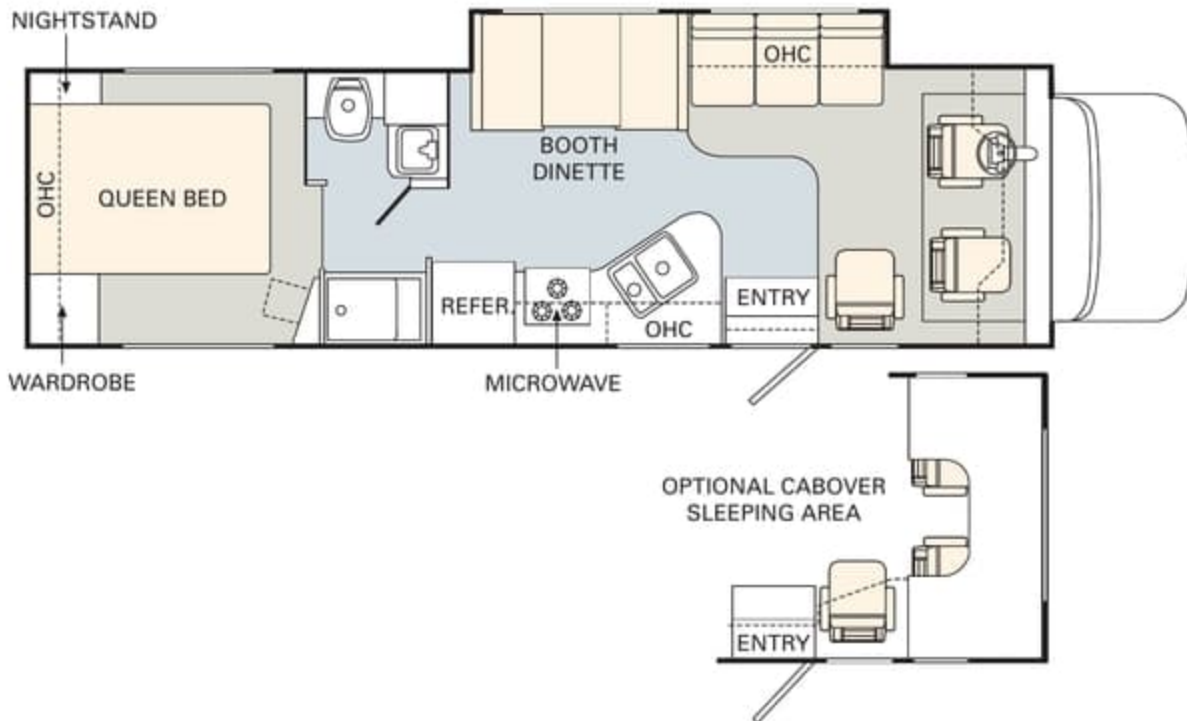 NIGHTSTAND
OHC
QUEEN BED
BOOTH
DINETTE
OHC
REFER.
OHC
ENTRY
WARDROBE
MICROWAVE
OPTIONAL CABOVER
SLEEPING AREA
ENTRY